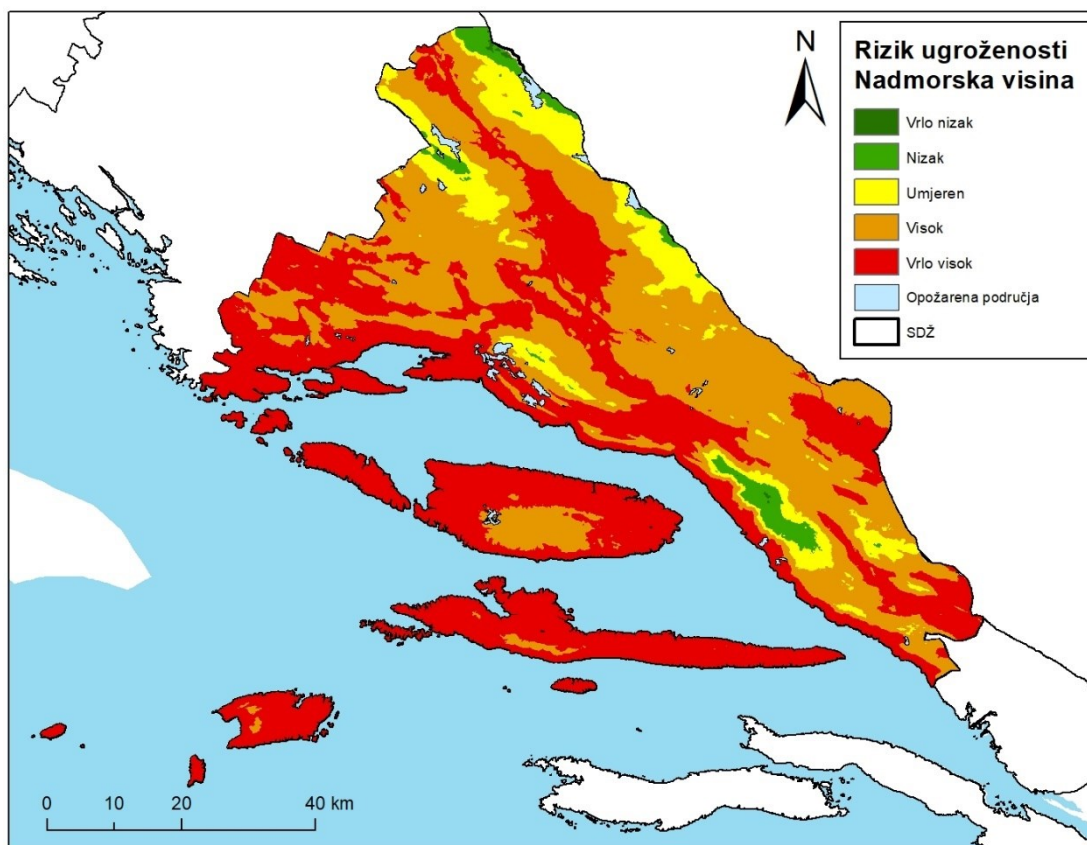 N
Rizik ugroženosti
Nadmorska visina
Vrlo nizak
Nizak
Umjeren
Visok
Vrlo visok
Opožarena područja
SDŽ
0 10 20 40 km